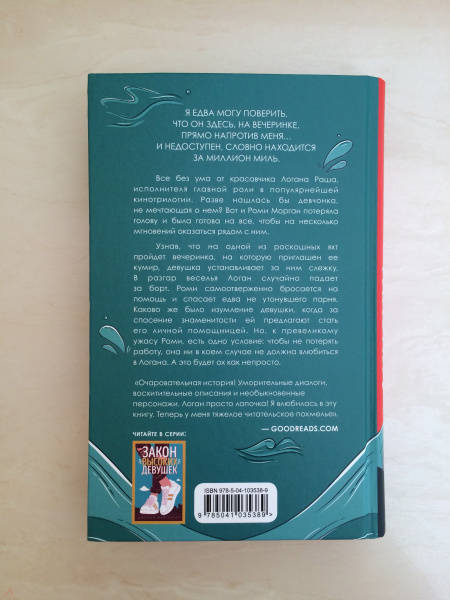 Я ЕДВА МОГУ ПОВЕРИТЬ,
ЧТО ОН ЗДЕСЬ, НА ВЕЧЕРИНКЕ,
ПРЯМО НАПРОТИВ МЕНЯ...
И НЕДОСТУПЕН, СЛОВНО НАХОДИТСЯ
ЗА МИЛЛИОН МИЛЬ.
Все без ума от красавчика Логана Раша,
исполнителя главной роли в популярнейшей
кинотрилогии. Разве нашлась бы девчонка,
не мечтающая о нем? Вот и Роми Морган потеряла
голову и была готова на все, чтобы на несколько
мгновений оказаться рядом с ним.
Узнав, что на одной из роскошных яхт
пройдет вечеринка, на которую приглашен ее
кумир, девушка устанавливает за ним слежку.
В разгар веселья Логан случайно падает
за борт. Роми самоотверженно бросается на
помощь и спасает едва не утонувшего парня.
Каково же было изумление девушки, когда за
спасение знаменитости ей предлагают стать
его личной помощницей. Но, к превеликому
ужасу Роми, есть одно условие: чтобы не потерять
работу, она ни в коем случае не должна влюбиться
в Логана. А это будет ох как непросто.
«Очаровательная история! Уморительные диалоги,
восхитительные описания и необыкновенные
персонажи. Логан просто лапочка! Я влюбилась в эту
книгу. Теперь у меня тяжелое читательское похмелье».
— GOODREADS.COM
ЧИТАЙТЕ В СЕРИИ:
ЗАКОН
ВЫСОКИХ
ДЕВУШЕК
ISBN 978-5-04-103538-9
9 785041 035389 >